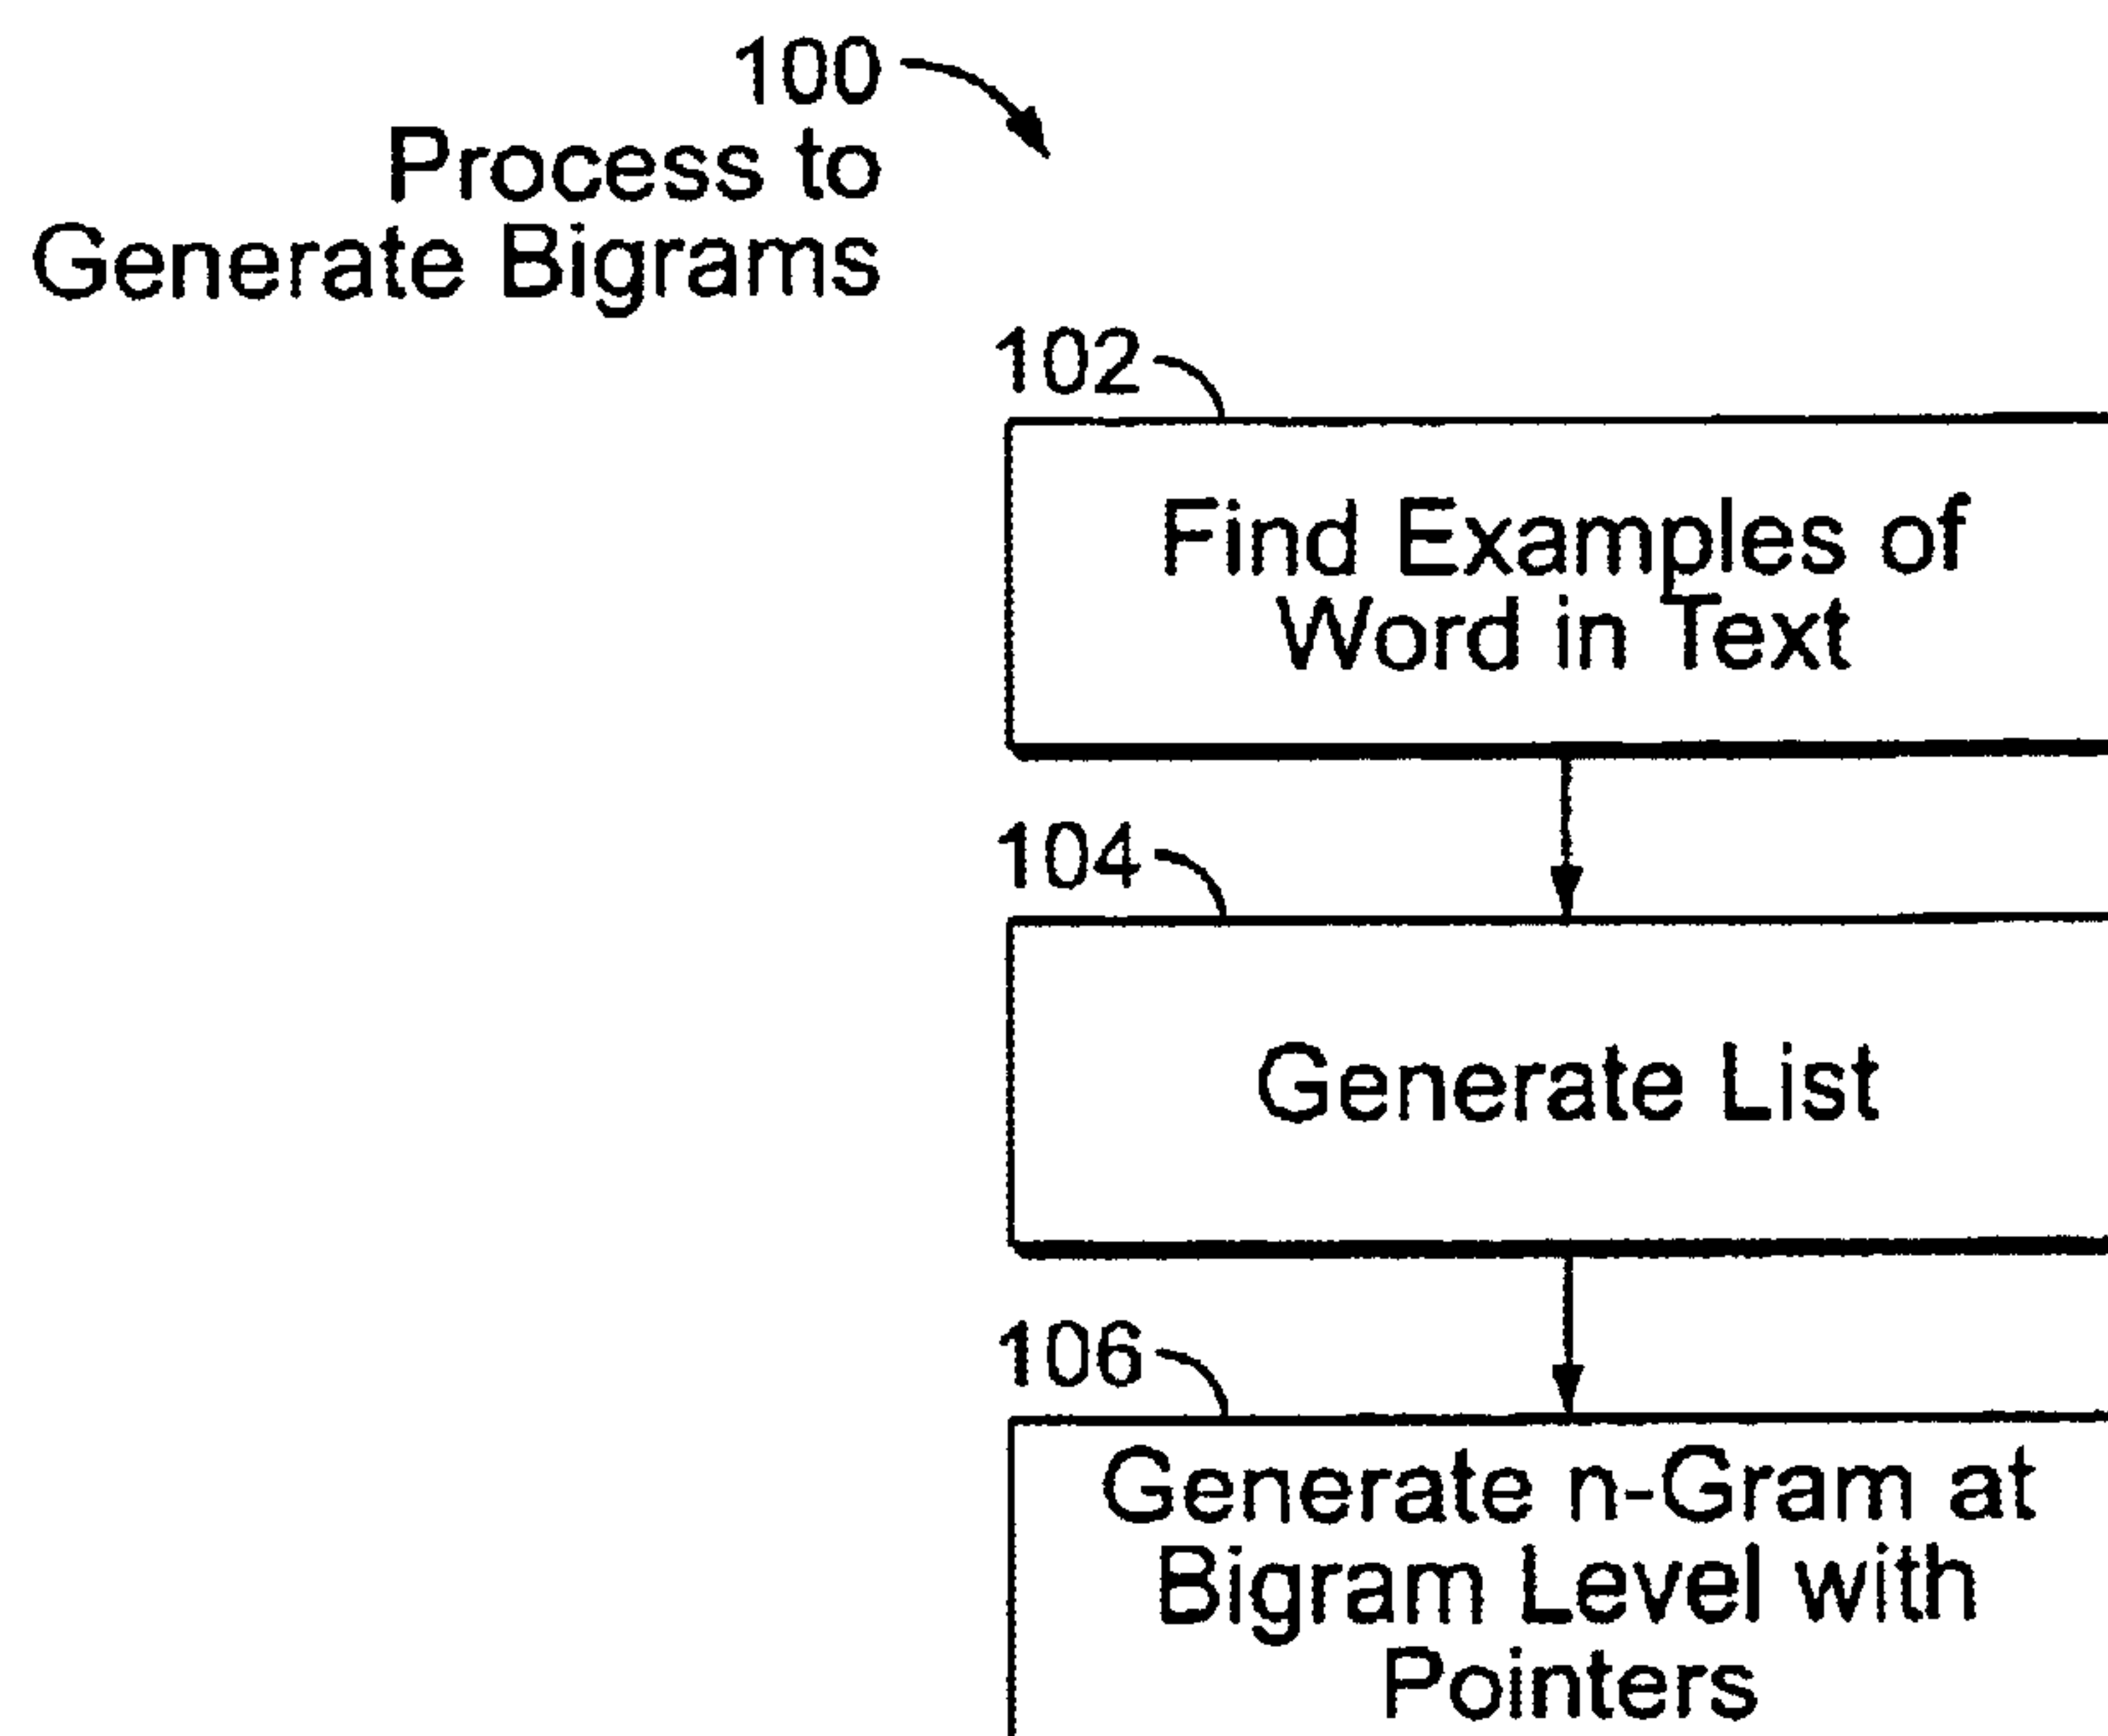 100
Process to
Generate Bigrams
102
Find Examples of
Word in Text
104
Generate List
106
Generate n-Gram at
Bigram Level with
Pointers